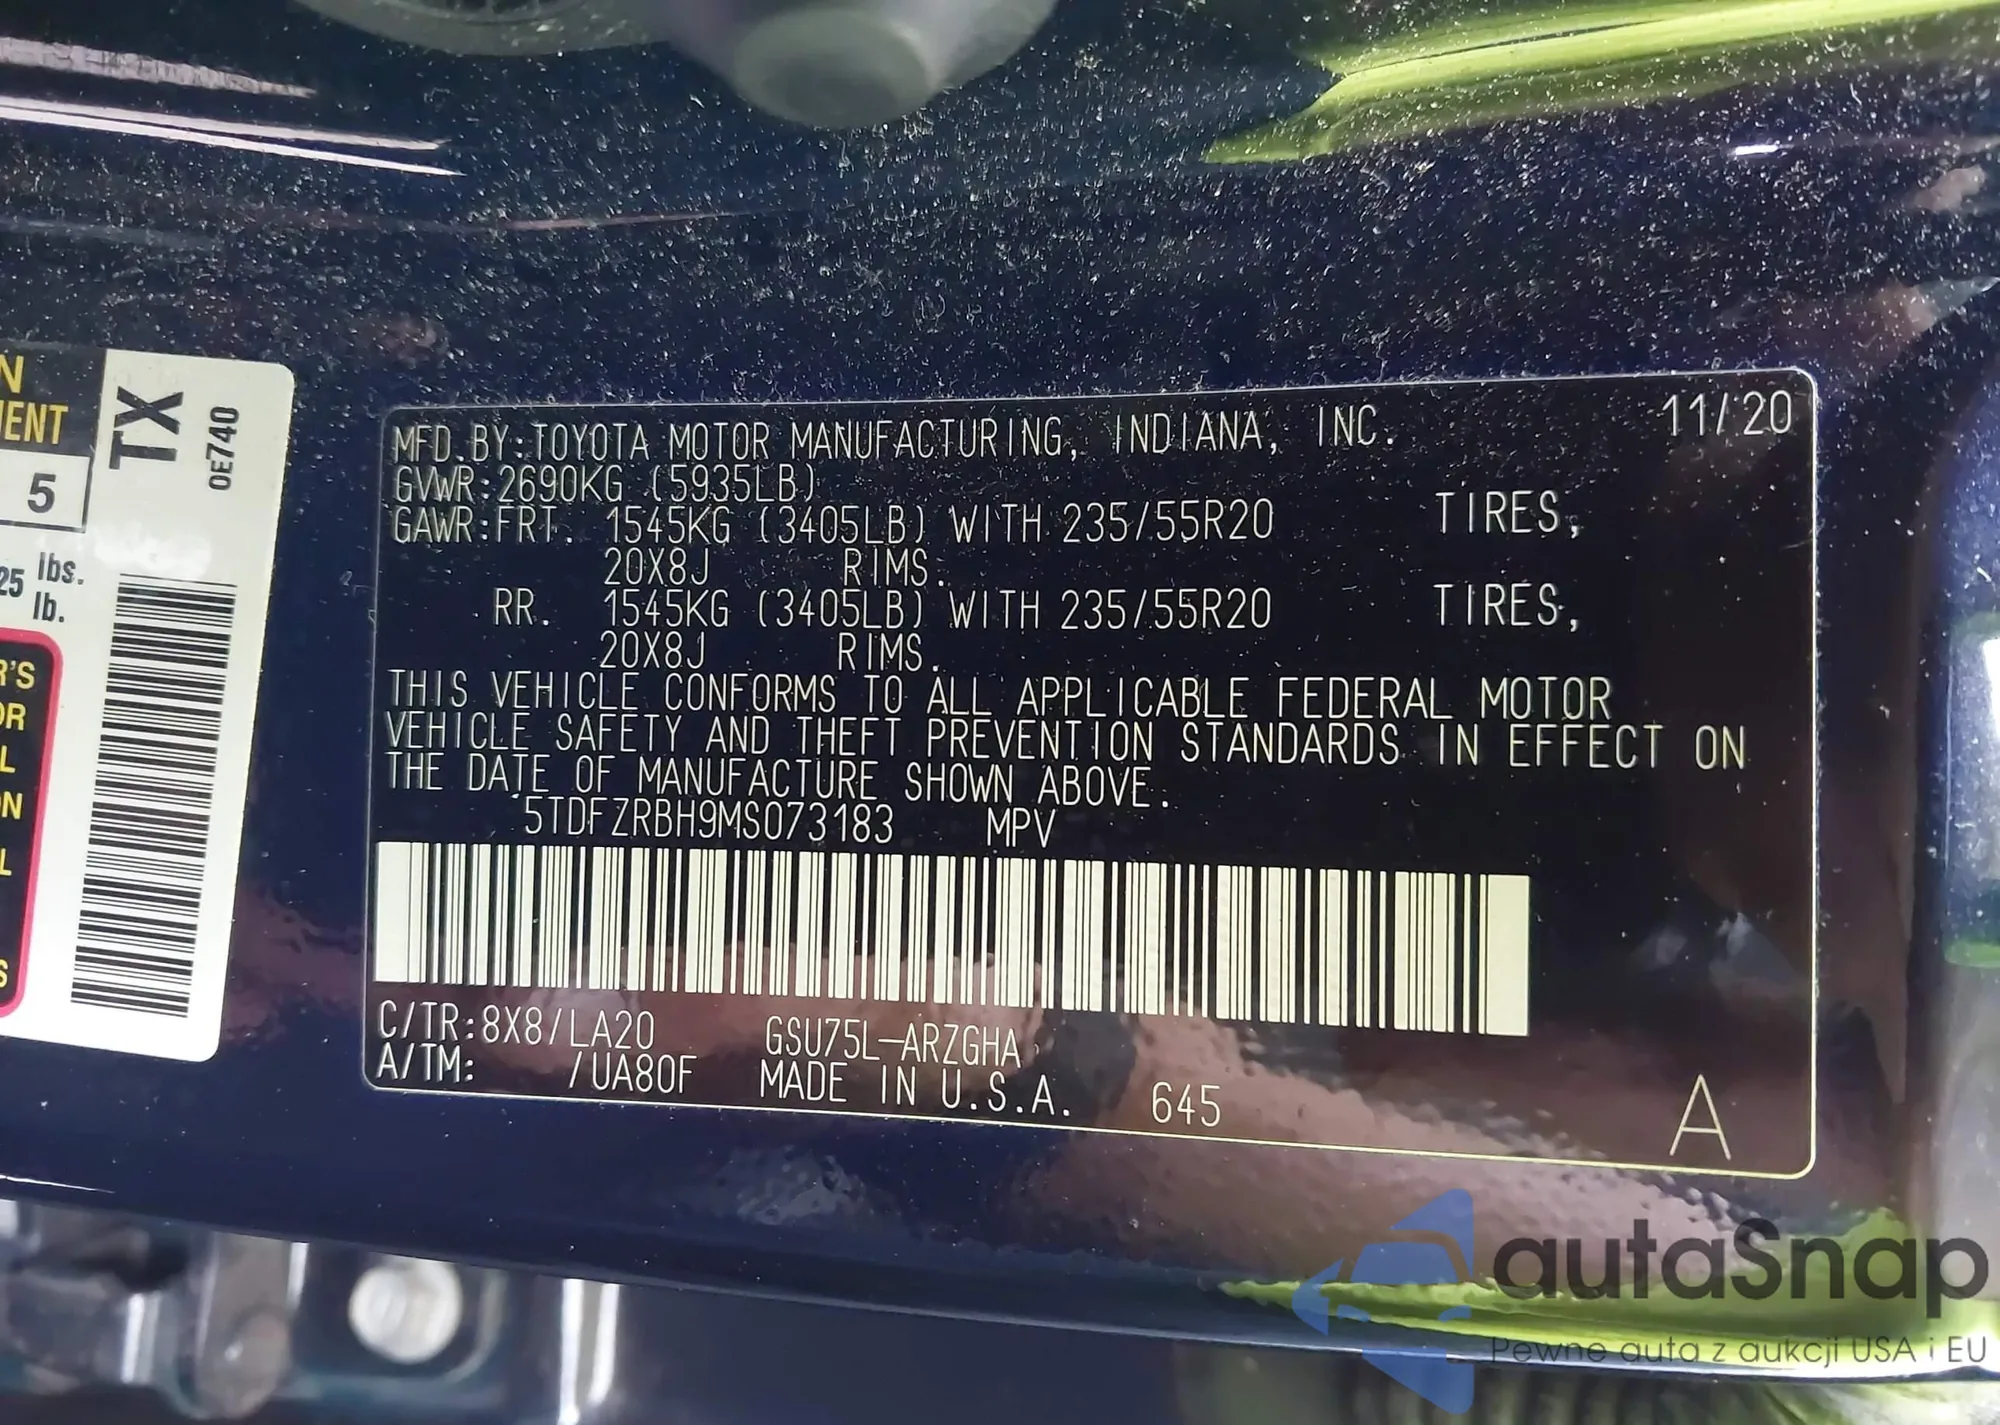 N
MENT
5
25 lbs.
lb.
R'S
OR
L
ON
L
S
TX
0E740
MFD.BY:TOYOTA MOTOR MANUFACTURING, INDIANA, INC. 11/20
GVWR:2690KG (5935LB)
GAWR:FRT. 1545KG (3405LB) WITH 235/55R20 TIRES,
20X8J RIMS.
RR. 1545KG (3405LB) WITH 235/55R20 TIRES,
20X8J RIMS.
THIS VEHICLE CONFORMS TO ALL APPLICABLE FEDERAL MOTOR
VEHICLE SAFETY AND THEFT PREVENTION STANDARDS IN EFFECT ON
THE DATE OF MANUFACTURE SHOWN ABOVE.
5TDFZRBH9MS073183 MPV
C/TR:8X8/LA20 GSU75L-ARZGHA
A/TM: /UA80F MADE IN U.S.A. 645
A
autaSnap
Pewne auta z aukcji USA i EU